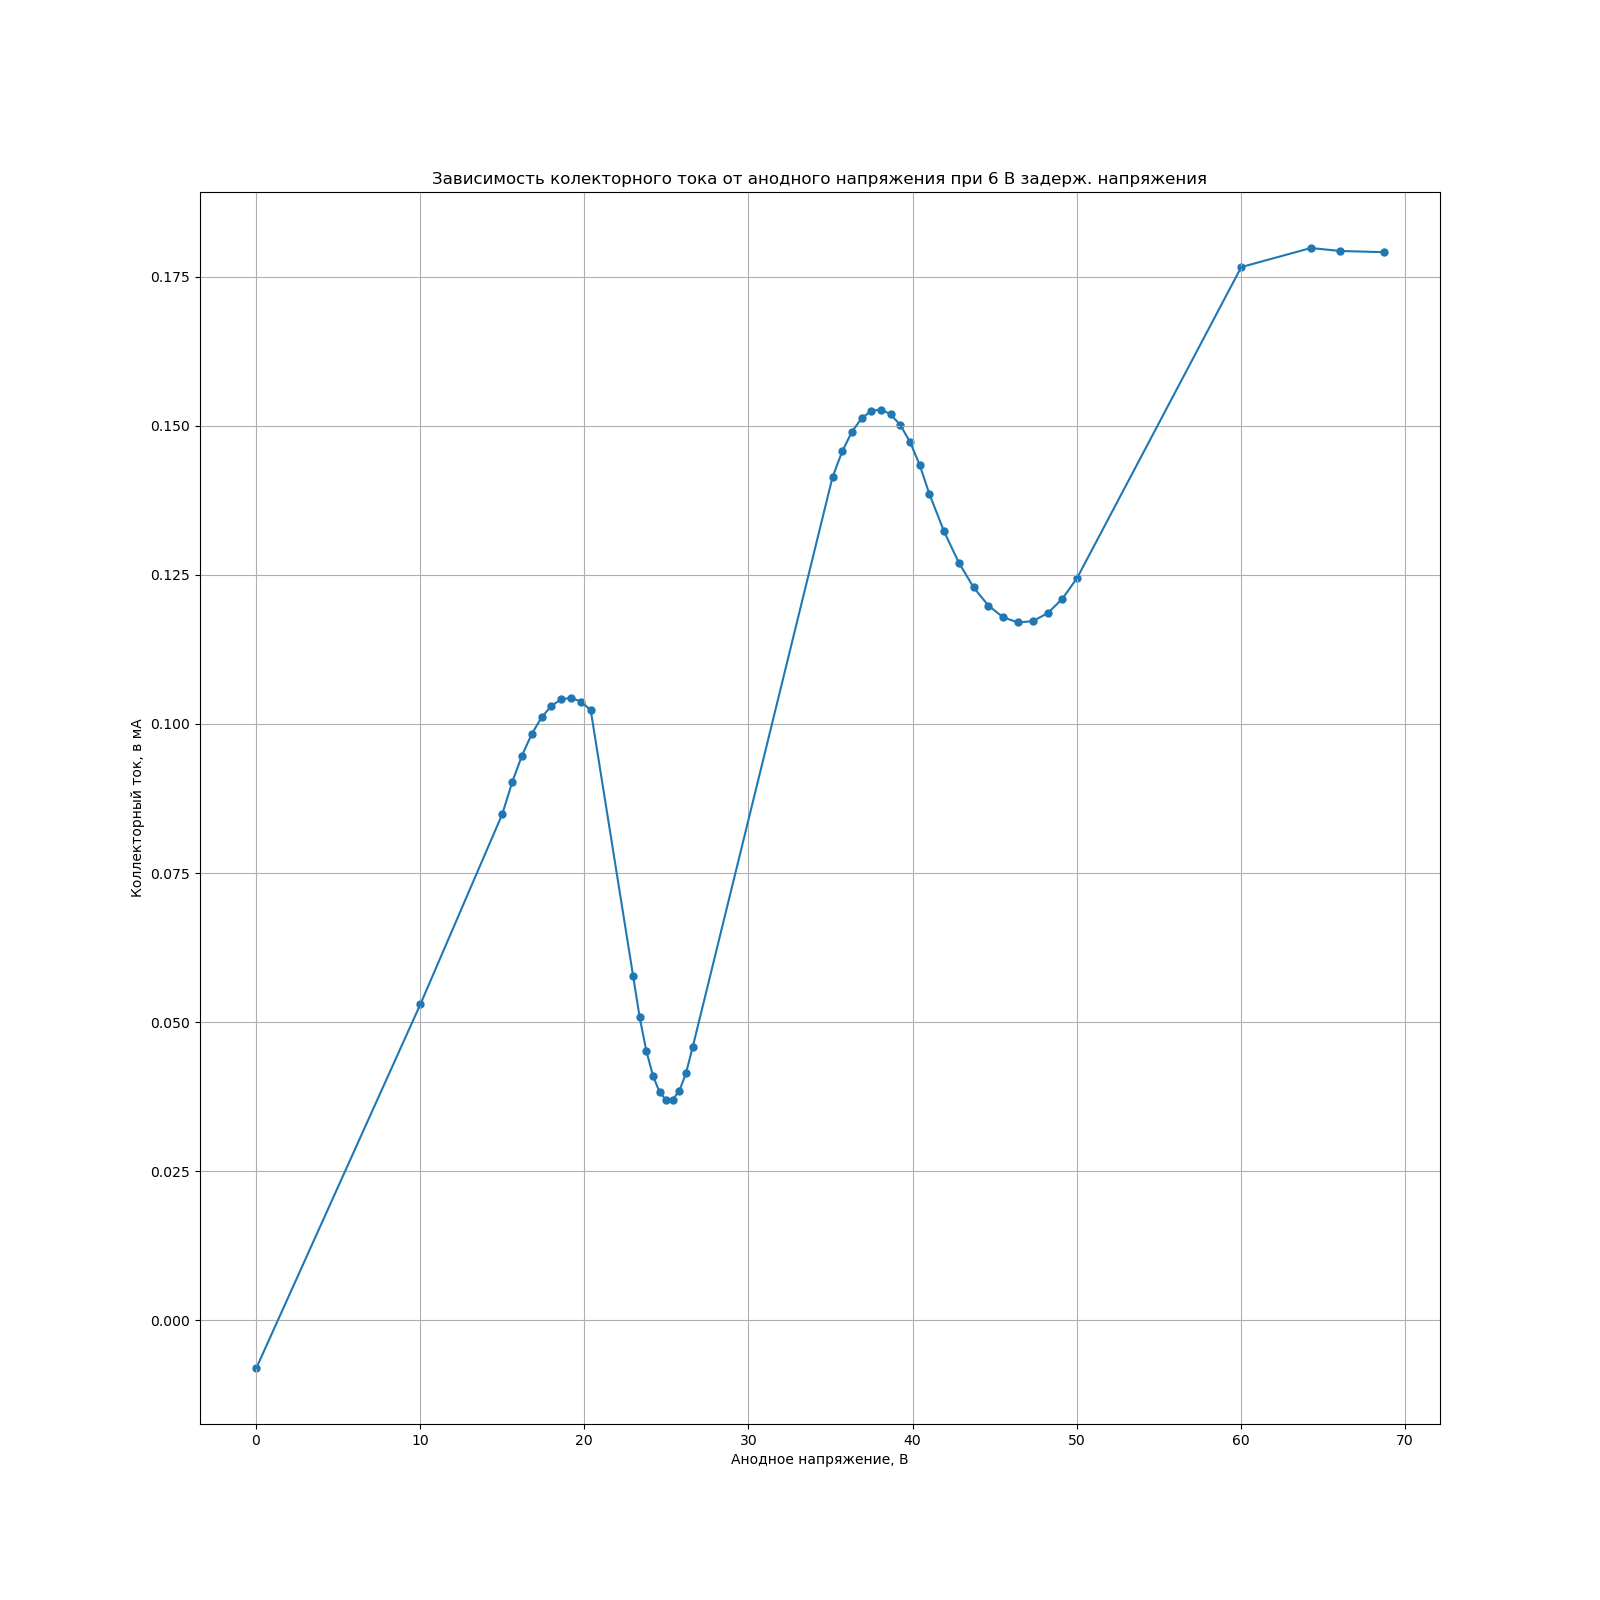 Зависимость колекторного тока от анодного напряжения при 6 В задерж. напряжения
Коллекторный ток, в мА
0.175
0.150
0.125
0.100
0.075
0.050
0.025
0.000
0 10 20 30 40 50 60 70
Анодное напряжение, В